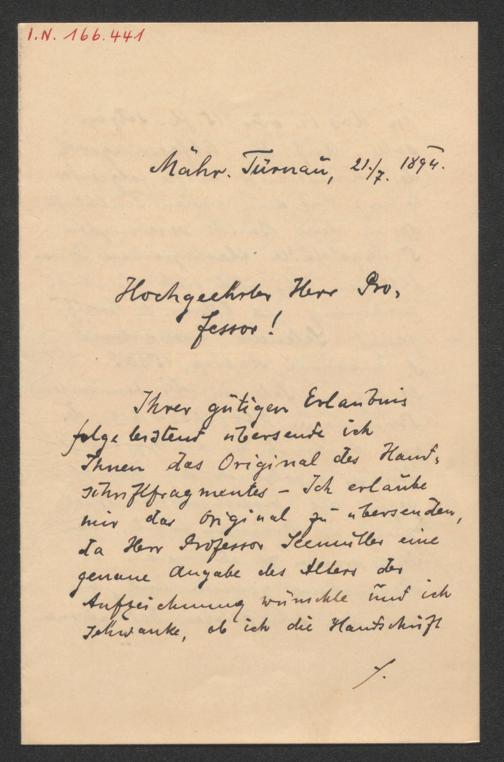 I.N. 166.441
Mähr. Türnau, 21./7. 1894.
Hochgeehrter Herr Pro-
fessor!
Ihrer gütigen Erlaubnis
folge leistend übersende ich
Ihnen das Original des Hand-
schriftfragmentes – Ich erlaube
mir das Original zu übersenden,
da Herr Professor Seemüller eine
genaue Angabe des Alters der
Aufzeichnung wünschte und ich
schwanke, ob ich die Handschrift
./.